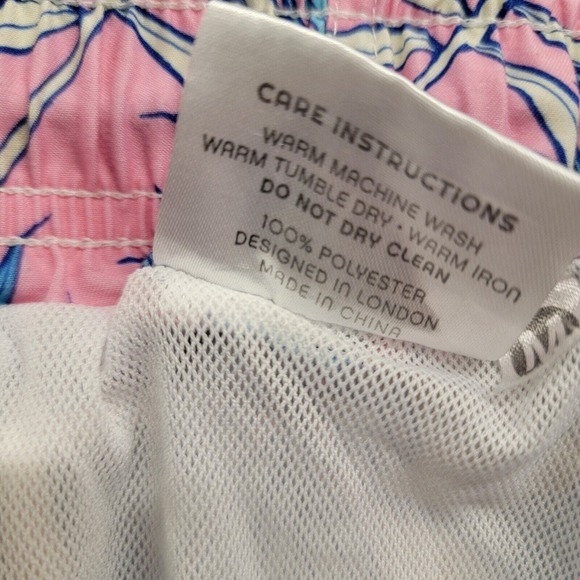 CARE INSTRUCTIONS
WARM MACHINE WASH
WARM TUMBLE DRY · WARM IRON
DO NOT DRY CLEAN
100% POLYESTER
DESIGNED IN LONDON
MADE IN CHINA